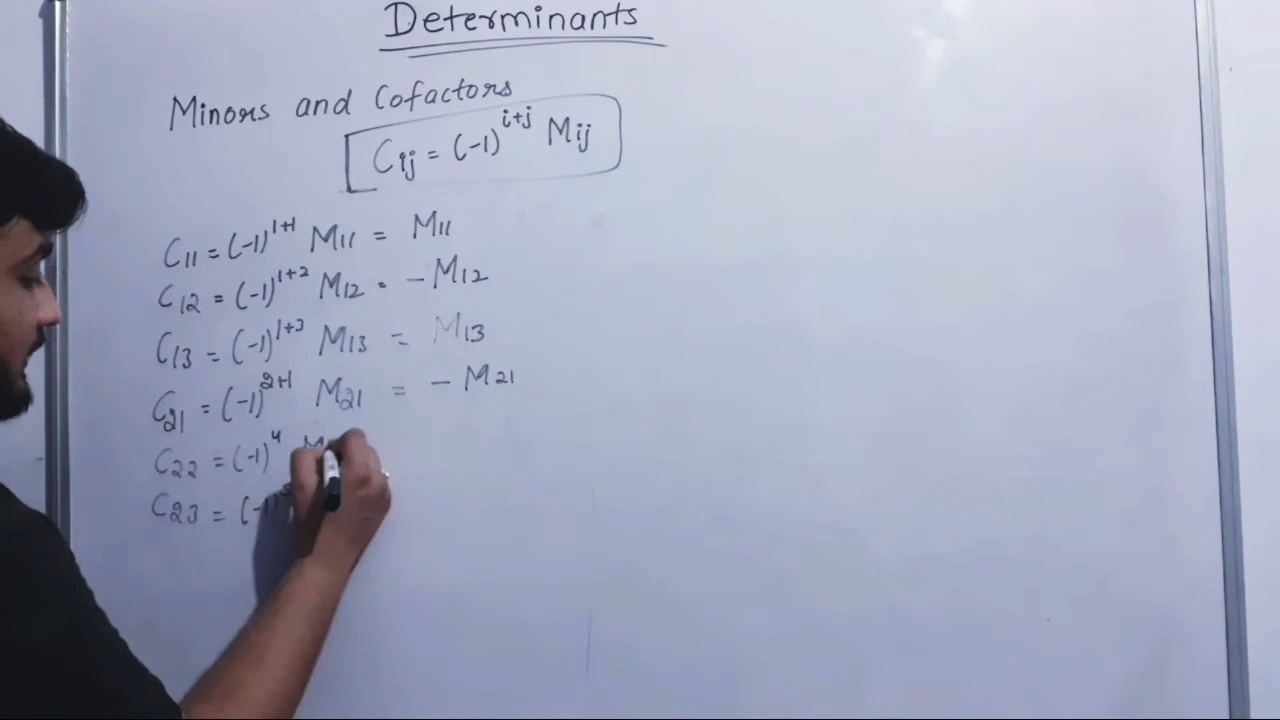 Determinants
Minors and Cofactors
Cij = (-1)^i+j Mij
C11 = (-1)^1+1 M11 = M11
C12 = (-1)^1+2 M12 = - M12
C13 = (-1)^1+3 M13 = M13
C21 = (-1)^2+1 M21 = - M21
C22 = (-1)^4 M
C23 = (-1)